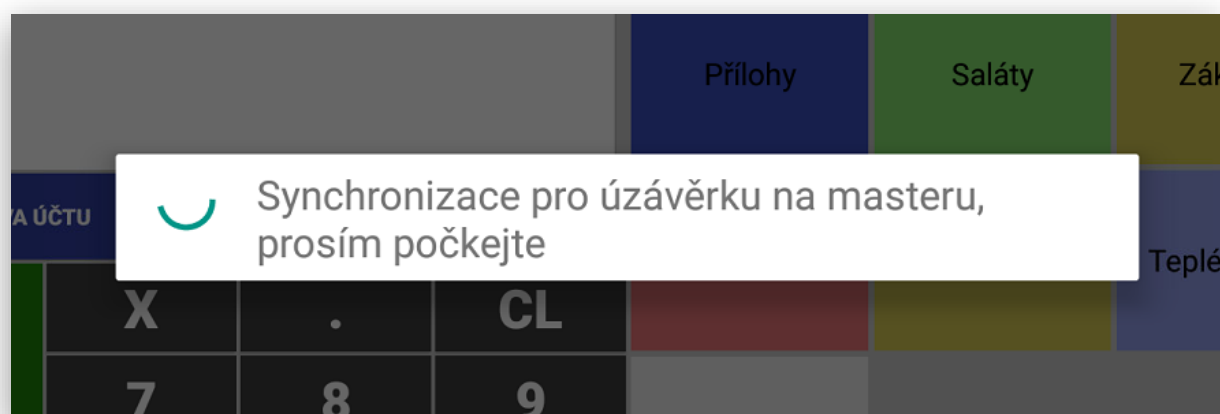 Přílohy
Saláty
Synchronizace pro úzávěrku na masteru,
prosím počkejte
ÚČTU
X
.
CL
7
8
9